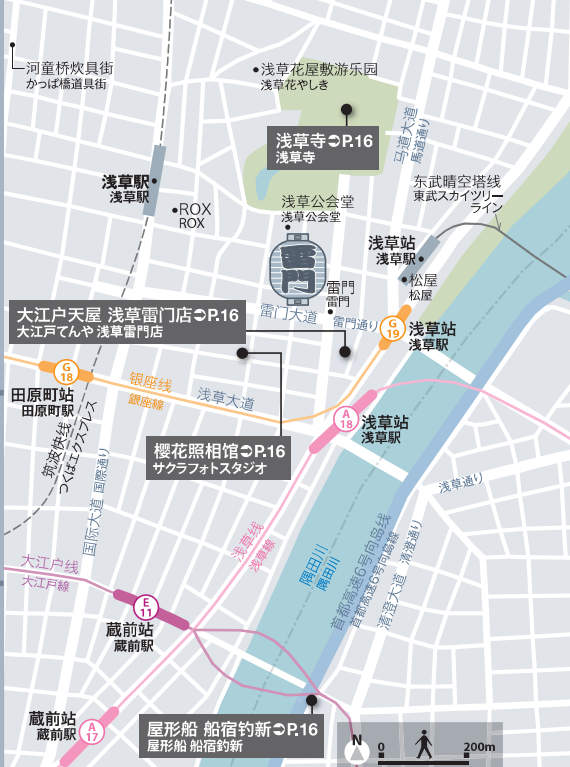 河童桥炊具街
かっぱ橋道具街
浅草花屋敷游乐园
浅草花やしき
浅草寺➲P.16
浅草寺
马道大道
馬道通り
东武晴空塔线
東武スカイツリー
ライン
浅草駅
浅草駅
ROX
ROX
浅草公会堂
浅草公会堂
浅草站
浅草駅
松屋
松屋
雷門
雷門
雷門
大江户天屋 浅草雷门店➲P.16
大江戸てんや 浅草雷門店
雷门大道
雷門通り
G
19
浅草站
浅草駅
G
18
田原町站
田原町駅
银座线
銀座線
浅草大道
A
18
浅草站
浅草駅
筑波快线
つくばエクスプレス
樱花照相馆➲P.16
サクラフォトスタジオ
国际大道
国際通り
浅草通り
浅草线
浅草線
隅田川
隅田川
首都高速6号向岛线
首都高速6号向島線
清澄大道
清澄通り
大江户线
大江戸線
E
11
蔵前站
蔵前駅
蔵前站
蔵前駅
A
17
屋形船 船宿钓新➲P.16
屋形船 船宿釣新
N
0
200m